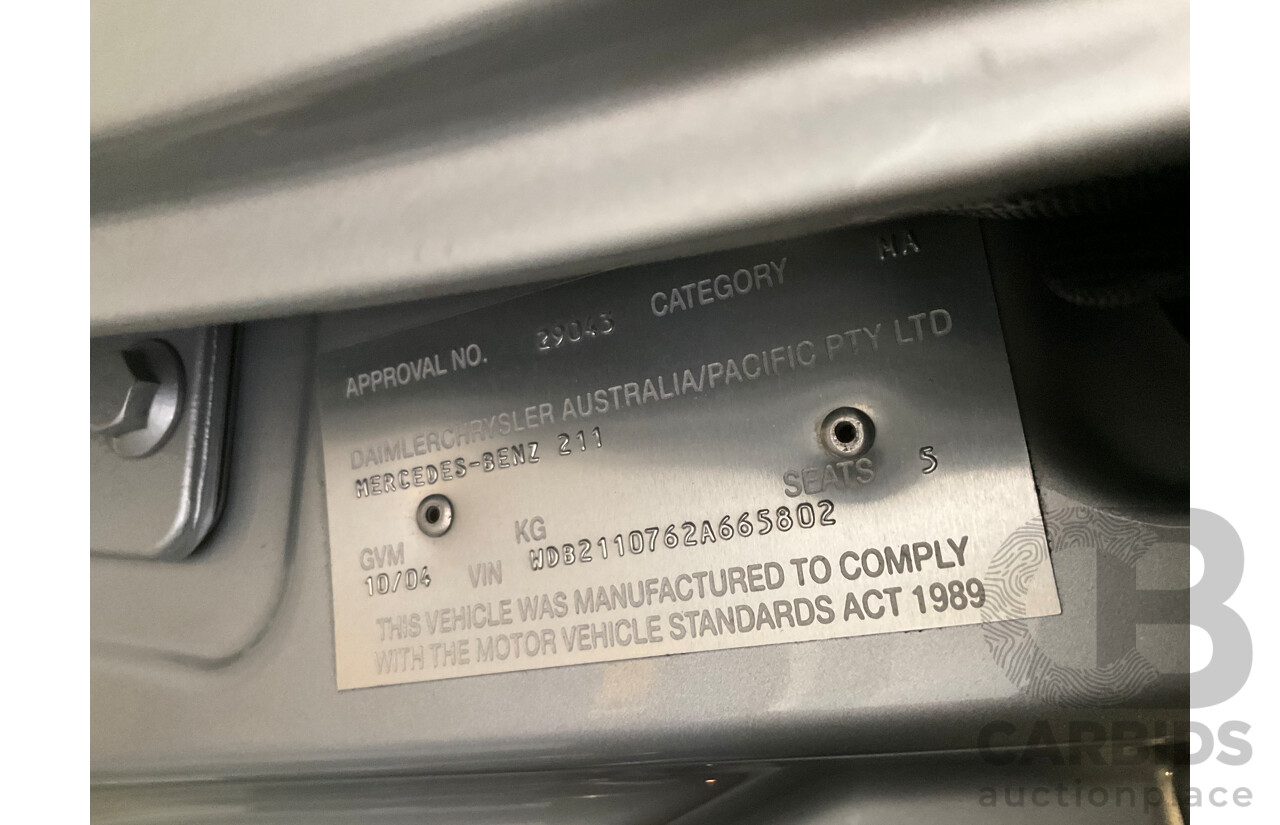 APPROVAL NO. 29043 CATEGORY MA
DAIMLERCHRYSLER AUSTRALIA/PACIFIC PTY LTD
MERCEDES-BENZ 211
SEATS 5
GVM KG
10/04 VIN WDB2110762A665802
THIS VEHICLE WAS MANUFACTURED TO COMPLY
WITH THE MOTOR VEHICLE STANDARDS ACT 1989
CB
CARBIDS
auctionplace